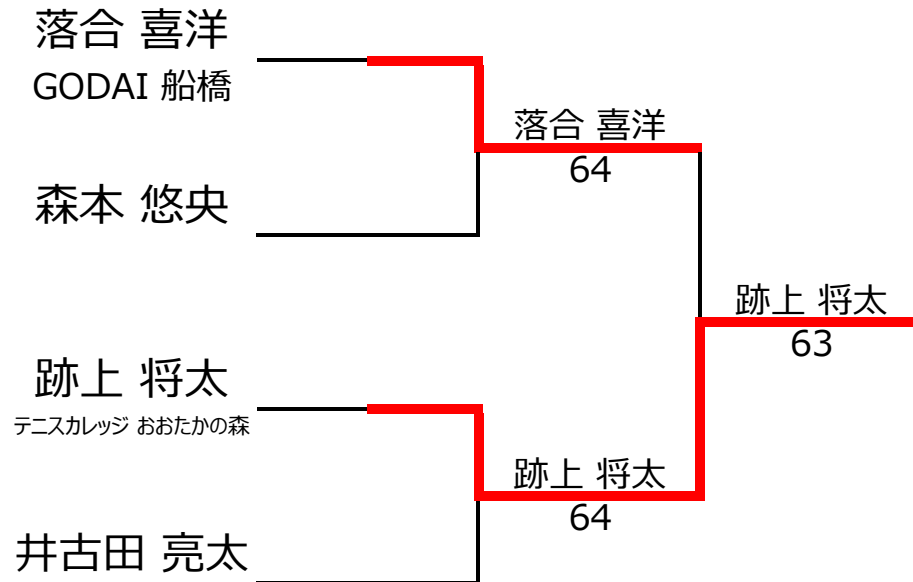 落合 喜洋
GODAI 船橋
落合 喜洋
64
森本 悠央
跡上 将太
63
跡上 将太
テニスカレッジ おおたかの森
跡上 将太
64
井古田 亮太